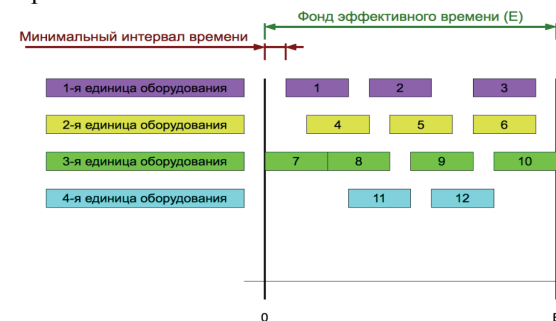 Фонд эффективного времени (E)
Минимальный интервал времени
1-я единица оборудования 1 2 3
2-я единица оборудования 4 5 6
3-я единица оборудования 7 8 9 10
4-я единица оборудования 11 12
0